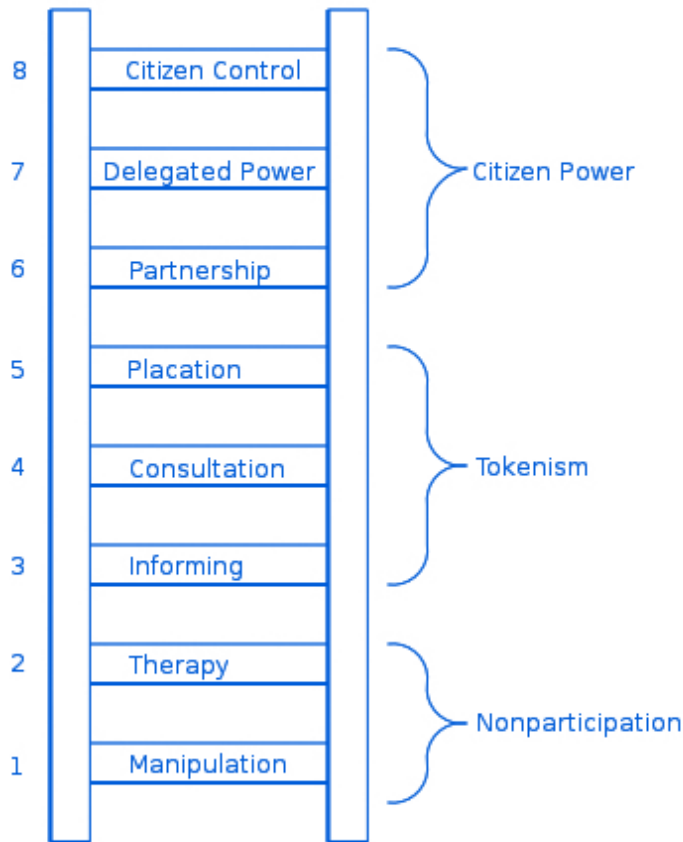 8 Citizen Control
7 Delegated Power Citizen Power
6 Partnership
5 Placation
4 Consultation Tokenism
3 Informing
2 Therapy
Nonparticipation
1 Manipulation